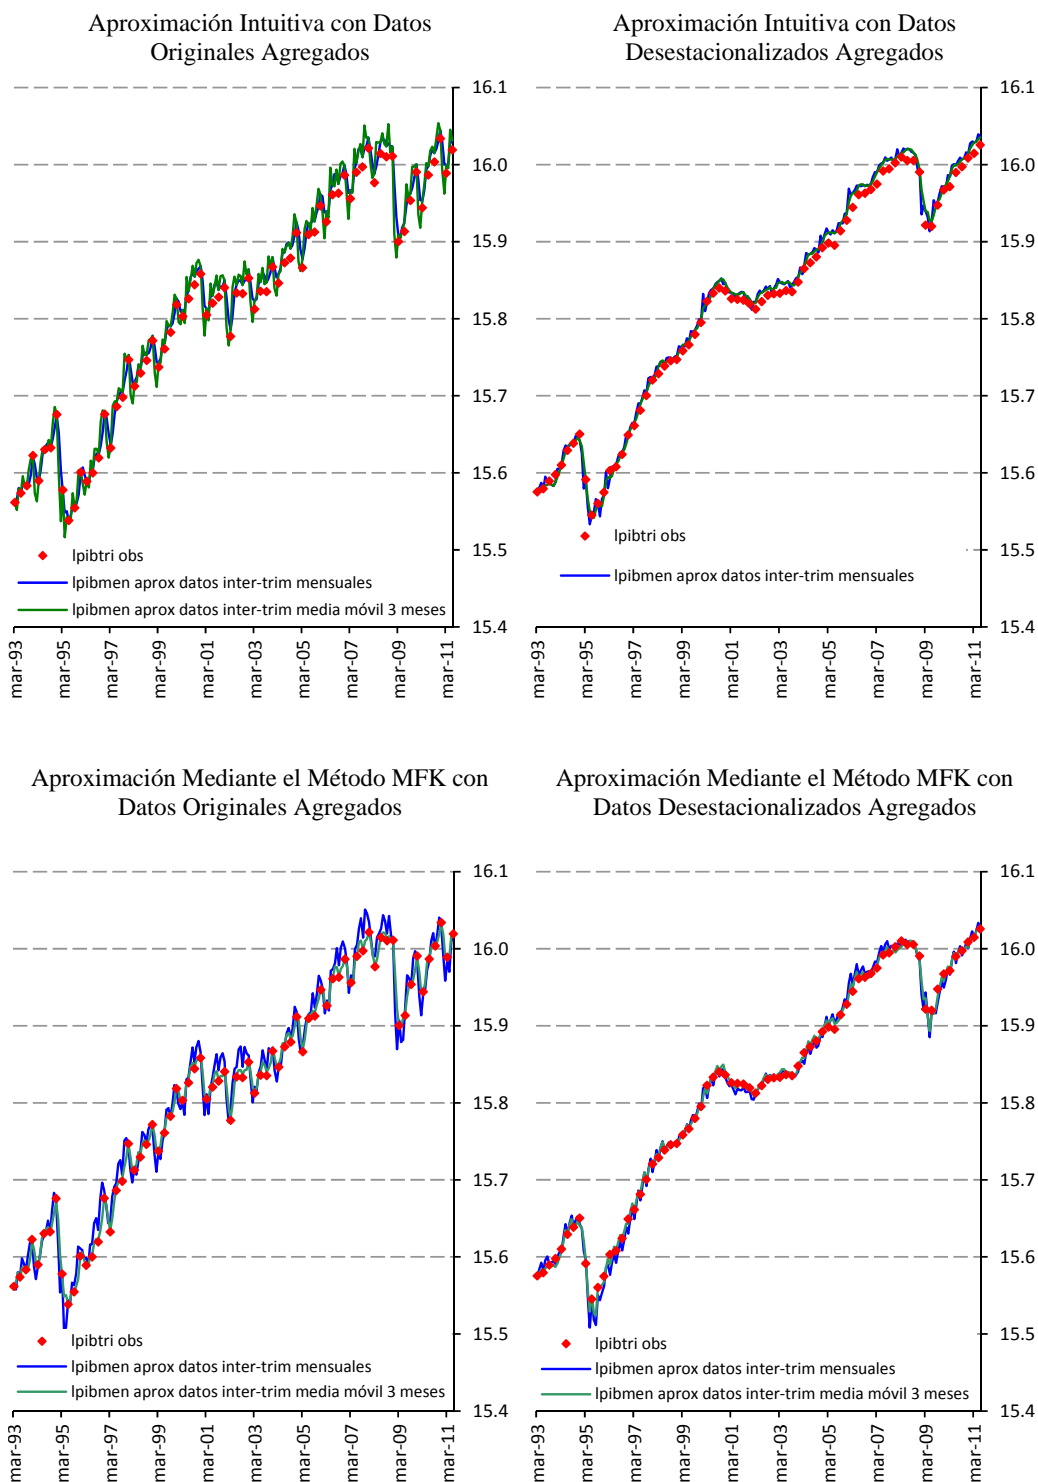 Aproximación Intuitiva con Datos
Originales Agregados
16.1
16.0
15.9
15.8
15.7
15.6
15.5
15.4
lpibtri obs
lpibmen aprox datos inter-trim mensuales
lpibmen aprox datos inter-trim media móvil 3 meses
mar-93
mar-95
mar-97
mar-99
mar-01
mar-03
mar-05
mar-07
mar-09
mar-11
Aproximación Intuitiva con Datos
Desestacionalizados Agregados
16.1
16.0
15.9
15.8
15.7
15.6
15.5
15.4
lpibtri obs
lpibmen aprox datos inter-trim mensuales
mar-93
mar-95
mar-97
mar-99
mar-01
mar-03
mar-05
mar-07
mar-09
mar-11
Aproximación Mediante el Método MFK con
Datos Originales Agregados
16.1
16.0
15.9
15.8
15.7
15.6
15.5
15.4
lpibtri obs
lpibmen aprox datos inter-trim mensuales
lpibmen aprox datos inter-trim media móvil 3 meses
mar-93
mar-95
mar-97
mar-99
mar-01
mar-03
mar-05
mar-07
mar-09
mar-11
Aproximación Mediante el Método MFK con
Datos Desestacionalizados Agregados
16.1
16.0
15.9
15.8
15.7
15.6
15.5
15.4
lpibtri obs
lpibmen aprox datos inter-trim mensuales
lpibmen aprox datos inter-trim media móvil 3 meses
mar-93
mar-95
mar-97
mar-99
mar-01
mar-03
mar-05
mar-07
mar-09
mar-11